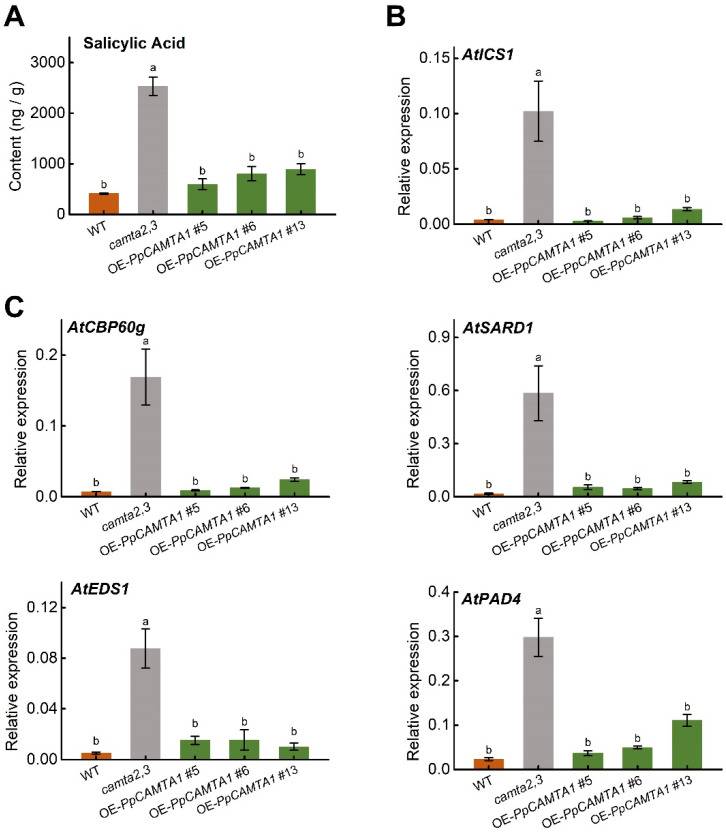 A
Salicylic Acid
Content (ng / g)
3000
2000
1000
0
b
a
b
b
b
WT
camta2,3
OE-PpCAMTA1 #5
OE-PpCAMTA1 #6
OE-PpCAMTA1 #13
B
AtICS1
Relative expression
0.15
0.10
0.05
0.00
b
a
b
b
b
WT
camta2,3
OE-PpCAMTA1 #5
OE-PpCAMTA1 #6
OE-PpCAMTA1 #13
C
AtCBP60g
Relative expression
0.2
0.1
0.0
b
a
b
b
b
WT
camta2,3
OE-PpCAMTA1 #5
OE-PpCAMTA1 #6
OE-PpCAMTA1 #13
AtSARD1
Relative expression
0.9
0.6
0.3
0.0
b
a
b
b
b
WT
camta2,3
OE-PpCAMTA1 #5
OE-PpCAMTA1 #6
OE-PpCAMTA1 #13
AtEDS1
Relative expression
0.12
0.08
0.04
0.00
b
a
b
b
b
WT
camta2,3
OE-PpCAMTA1 #5
OE-PpCAMTA1 #6
OE-PpCAMTA1 #13
AtPAD4
Relative expression
0.4
0.3
0.2
0.1
0.0
b
a
b
b
b
WT
camta2,3
OE-PpCAMTA1 #5
OE-PpCAMTA1 #6
OE-PpCAMTA1 #13